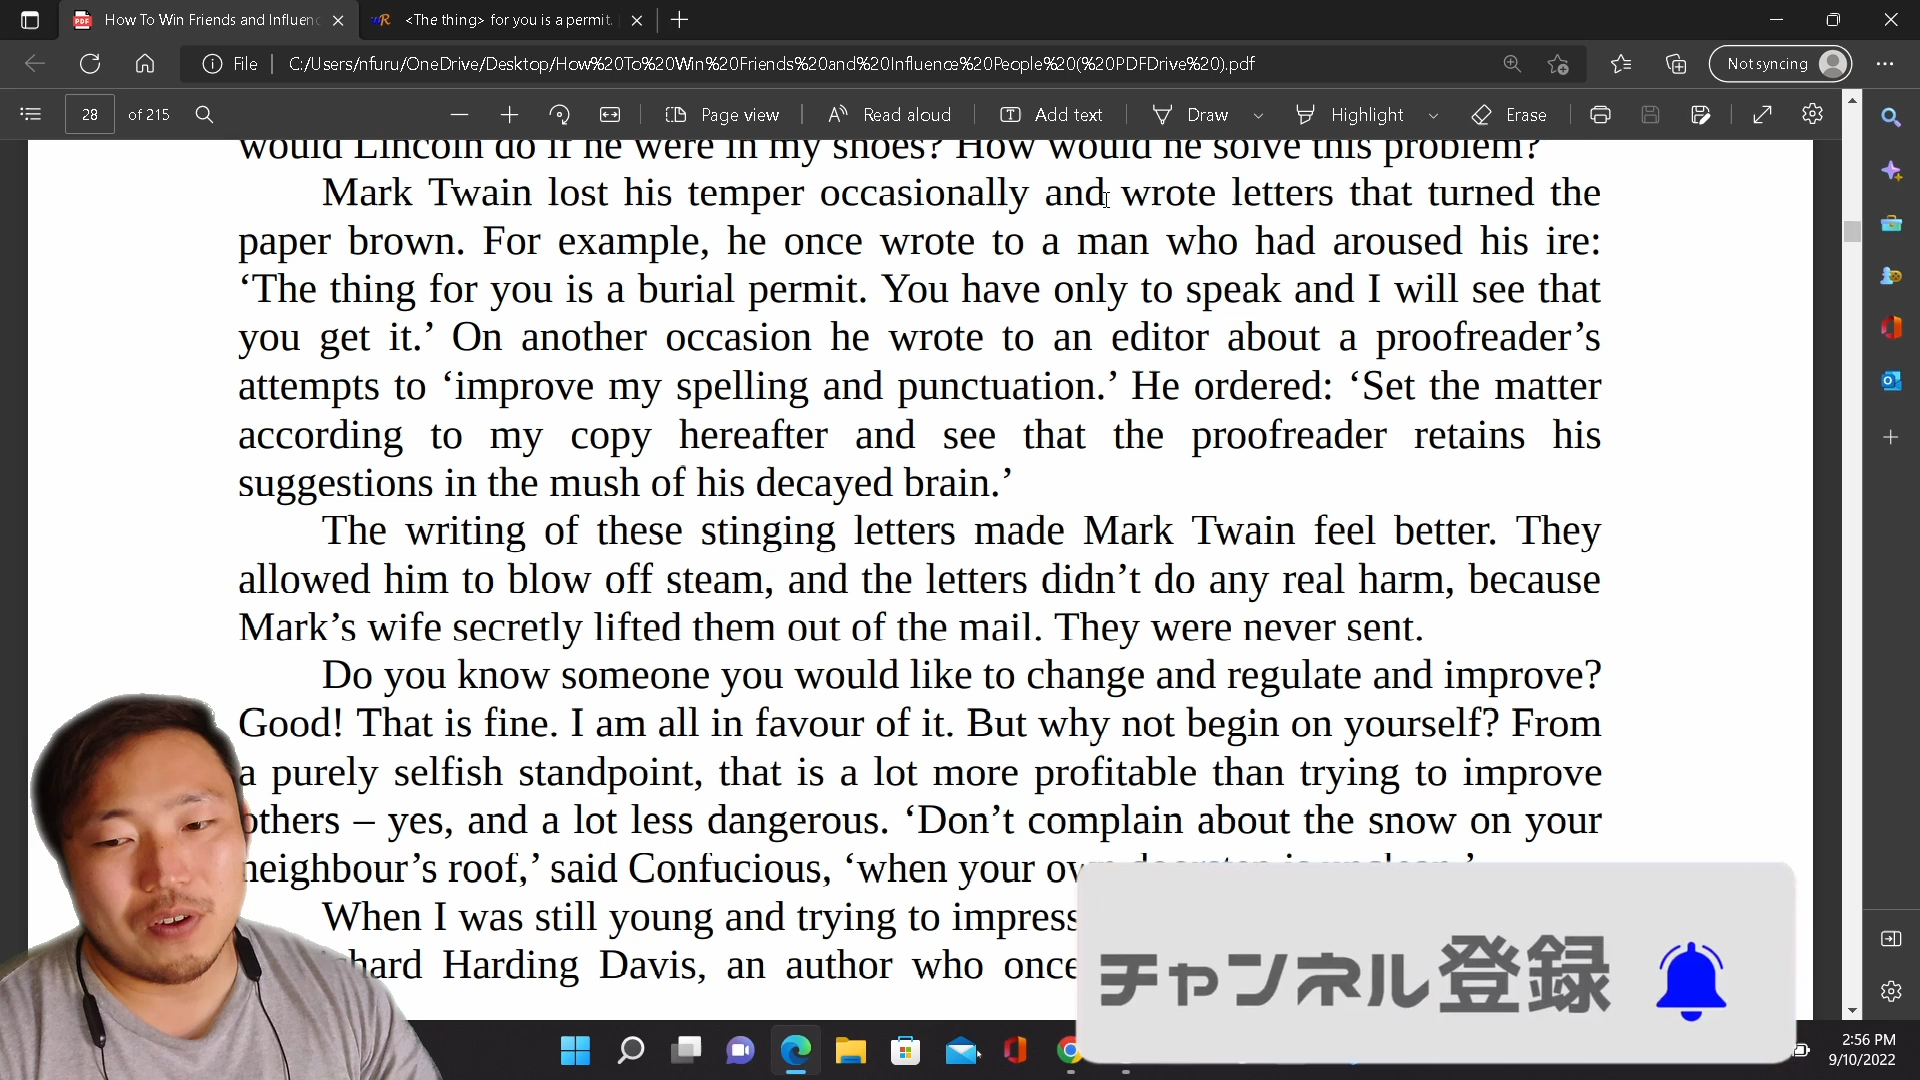 How To Win Friends and Influenc
<The thing> for you is a permit.
File
C:/Users/nfuru/OneDrive/Desktop/How%20To%20Win%20Friends%20and%20Influence%20People%20(%20PDFDrive%20).pdf
Not syncing
28 of 215
Page view
Read aloud
Add text
Draw
Highlight
Erase
would Lincoln do if he were in my shoes? How would he solve this problem?
Mark Twain lost his temper occasionally and wrote letters that turned the
paper brown. For example, he once wrote to a man who had aroused his ire:
‘The thing for you is a burial permit. You have only to speak and I will see that
you get it.’ On another occasion he wrote to an editor about a proofreader’s
attempts to ‘improve my spelling and punctuation.’ He ordered: ‘Set the matter
according to my copy hereafter and see that the proofreader retains his
suggestions in the mush of his decayed brain.’
The writing of these stinging letters made Mark Twain feel better. They
allowed him to blow off steam, and the letters didn’t do any real harm, because
Mark’s wife secretly lifted them out of the mail. They were never sent.
Do you know someone you would like to change and regulate and improve?
Good! That is fine. I am all in favour of it. But why not begin on yourself? From
a purely selfish standpoint, that is a lot more profitable than trying to improve
others – yes, and a lot less dangerous. ‘Don’t complain about the snow on your
neighbour’s roof,’ said Confucious, ‘when your own doorstep is unclean.’
When I was still young and trying to impress
Harding Davis, an author who once
チャンネル登録
2:56 PM
9/10/2022